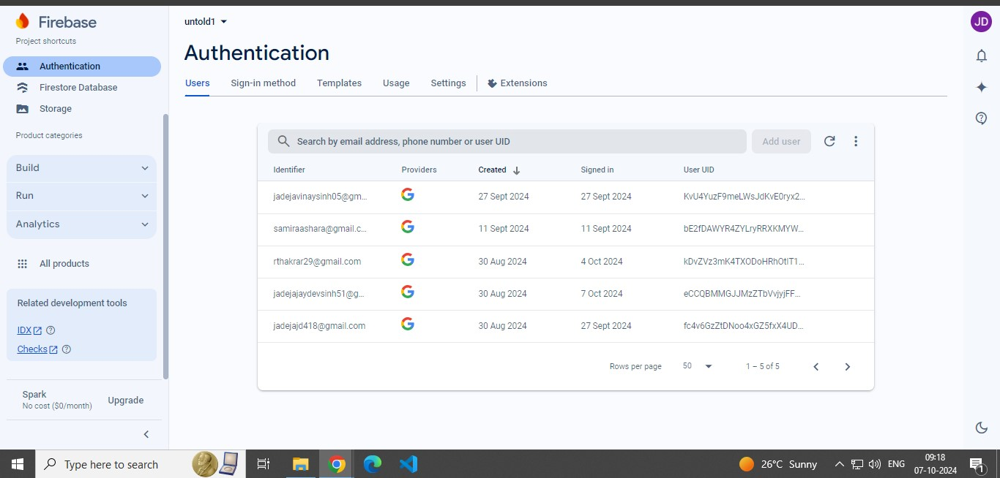 Firebase
Project shortcuts
Authentication
Firestore Database
Storage
Product categories
Build
Run
Analytics
All products
Related development tools
IDX
Checks
Spark
No cost ($0/month)
Upgrade
untold1
Authentication
Users Sign-in method Templates Usage Settings Extensions
JD
Search by email address, phone number or user UID
Add user
Identifier Providers Created Signed in User UID
jadejavinaysinh05@gm... 27 Sept 2024 27 Sept 2024 KvU4YuzF9meLWsJdKvE0ryx2...
samiraashara@gmail.c... 11 Sept 2024 11 Sept 2024 bE2fDAWYR4ZYLryRRXKMYW...
rthakrar29@gmail.com 30 Aug 2024 4 Oct 2024
jadejajaydevsinh51@g... 30 Aug 2024 7 Oct 2024 eCCQBMMGJJMzZTbVvjyjFF...
jadejajd418@gmail.com 30 Aug 2024 27 Sept 2024 fc4v6GzZtDNoo4xGZ5fxX4UD...
Rows per page 50 1 – 5 of 5
Type here to search
26°C Sunny
ENG
09:18
07-10-2024
1